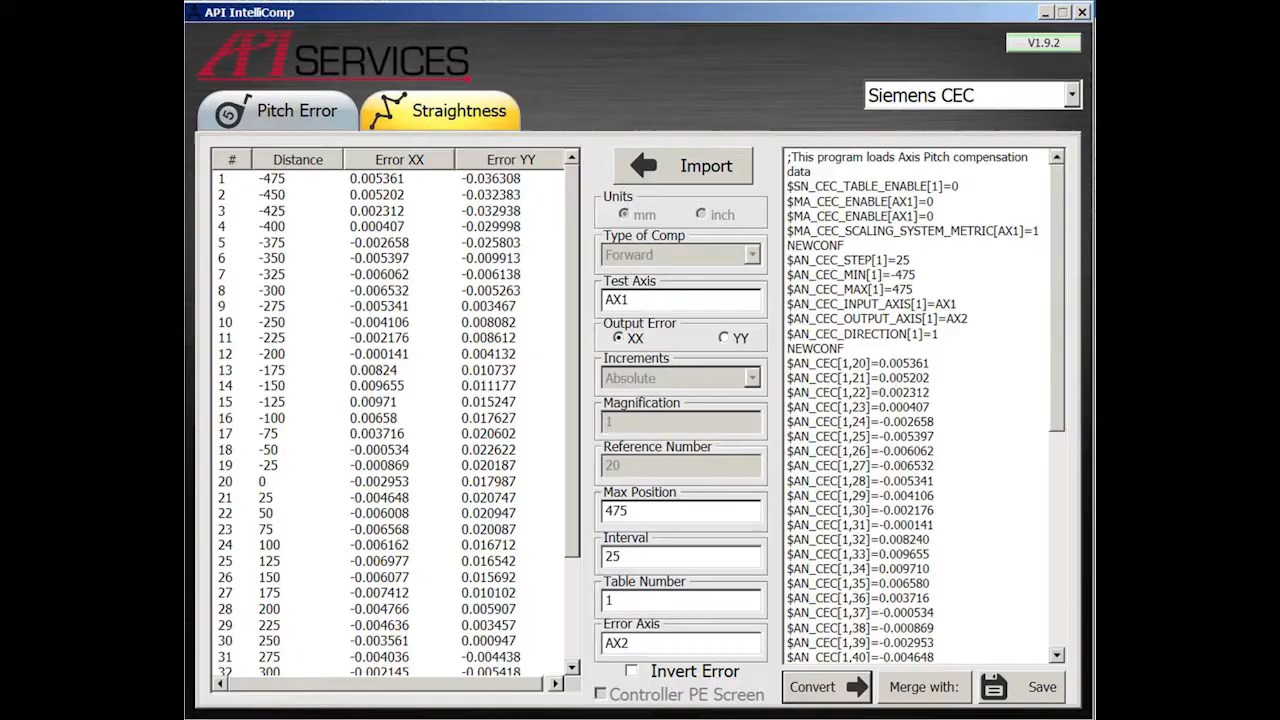 API IntelliComp
V1.9.2
API SERVICES
Siemens CEC
Pitch Error
Straightness
# Distance Error XX Error YY
1 -475 0.005361 -0.036308
2 -450 0.005202 -0.032383
3 -425 0.002312 -0.032938
4 -400 0.000407 -0.029998
5 -375 -0.002658 -0.025803
6 -350 -0.005397 -0.009913
7 -325 -0.006062 -0.006138
8 -300 -0.006532 -0.005263
9 -275 -0.005341 0.003467
10 -250 -0.004106 0.008082
11 -225 -0.002176 0.008612
12 -200 -0.000141 0.004132
13 -175 0.00824 0.010737
14 -150 0.009655 0.011177
15 -125 0.00971 0.015247
16 -100 0.00658 0.017627
17 -75 0.003716 0.020602
18 -50 -0.000534 0.022622
19 -25 -0.000869 0.020187
20 0 -0.002953 0.017987
21 25 -0.004648 0.020747
22 50 -0.006008 0.020947
23 75 -0.006568 0.020087
24 100 -0.006162 0.016712
25 125 -0.006977 0.016542
26 150 -0.006077 0.015692
27 175 -0.007412 0.010102
28 200 -0.004766 0.005907
29 225 -0.004636 0.003457
30 250 -0.003561 0.000947
31 275 -0.004036 -0.004438
32 300 -0.002145 -0.005418
Import
Units
mm inch
Type of Comp
Forward
Test Axis
AX1
Output Error
XX YY
Increments
Absolute
Magnification
1
Reference Number
20
Max Position
475
Interval
25
Table Number
1
Error Axis
AX2
Invert Error
Controller PE Screen
;This program loads Axis Pitch compensation
data
$SN_CEC_TABLE_ENABLE[1]=0
$MA_CEC_ENABLE[AX1]=0
$MA_CEC_ENABLE[AX1]=0
$MA_CEC_SCALING_SYSTEM_METRIC[AX1]=1
NEWCONF
$AN_CEC_STEP[1]=25
$AN_CEC_MIN[1]=-475
$AN_CEC_MAX[1]=475
$AN_CEC_INPUT_AXIS[1]=AX1
$AN_CEC_OUTPUT_AXIS[1]=AX2
$AN_CEC_DIRECTION[1]=1
NEWCONF
$AN_CEC[1,20]=0.005361
$AN_CEC[1,21]=0.005202
$AN_CEC[1,22]=0.002312
$AN_CEC[1,23]=0.000407
$AN_CEC[1,24]=-0.002658
$AN_CEC[1,25]=-0.005397
$AN_CEC[1,26]=-0.006062
$AN_CEC[1,27]=-0.006532
$AN_CEC[1,28]=-0.005341
$AN_CEC[1,29]=-0.004106
$AN_CEC[1,30]=-0.002176
$AN_CEC[1,31]=-0.000141
$AN_CEC[1,32]=0.008240
$AN_CEC[1,33]=0.009655
$AN_CEC[1,34]=0.009710
$AN_CEC[1,35]=0.006580
$AN_CEC[1,36]=0.003716
$AN_CEC[1,37]=-0.000534
$AN_CEC[1,38]=-0.000869
$AN_CEC[1,39]=-0.002953
$AN_CEC[1,40]=-0.004648
Convert
Merge with:
Save